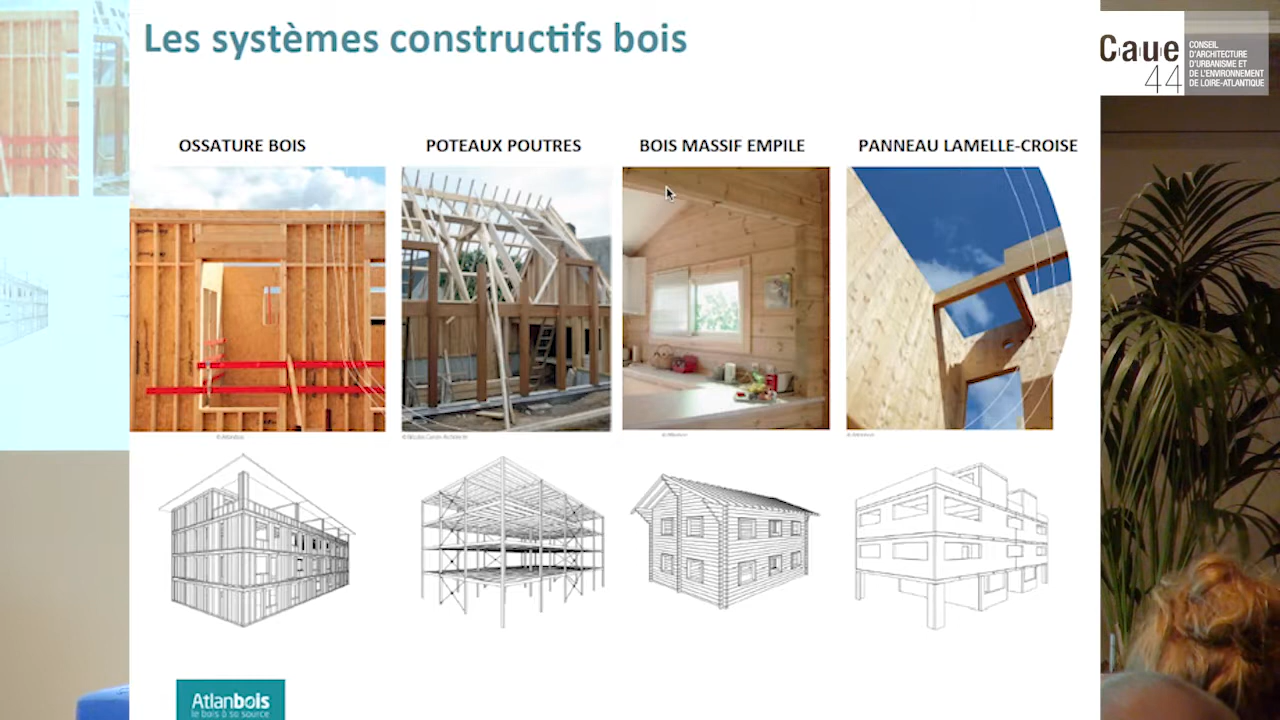 Les systèmes constructifs bois
Caue
44
CONSEIL
D'ARCHITECTURE
D'URBANISME ET
DE L'ENVIRONNEMENT
DE LOIRE-ATLANTIQUE
OSSATURE BOIS
POTEAUX POUTRES
BOIS MASSIF EMPILE
PANNEAU LAMELLE-CROISE
Atlanbois
le bois à sa source